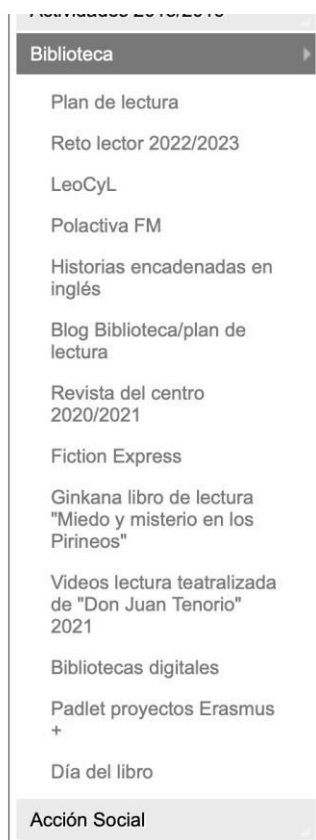 Biblioteca
Plan de lectura
Reto lector 2022/2023
LeoCyL
Polactiva FM
Historias encadenadas en
inglés
Blog Biblioteca/plan de
lectura
Revista del centro
2020/2021
Fiction Express
Ginkana libro de lectura
"Miedo y misterio en los
Pirineos"
Videos lectura teatralizada
de "Don Juan Tenorio"
2021
Bibliotecas digitales
Padlet proyectos Erasmus
+
Día del libro
Acción Social